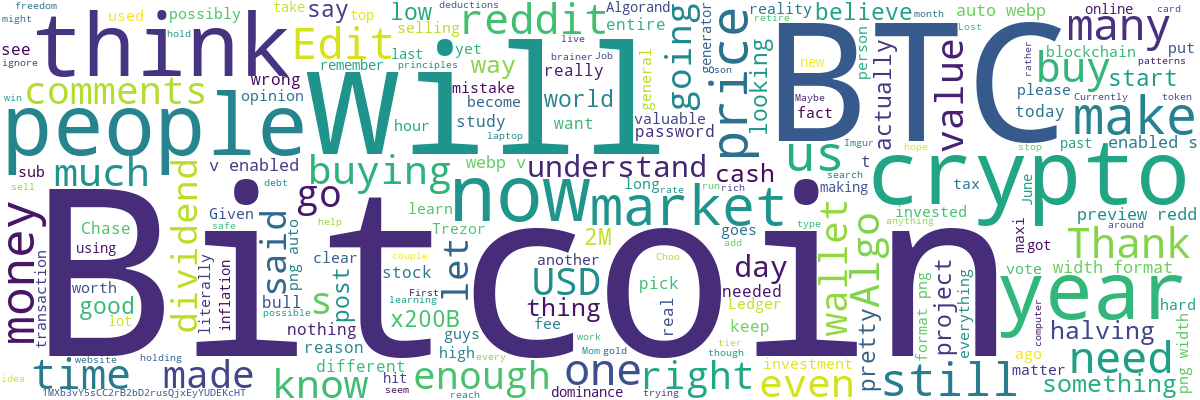 freedom
might
ignore
used
possibly
think
Edit
say
low
selling
reddit
Algorand
entire
going
generator
top
take
deductions
looking
reality
believe
auto webp
many
online
card
comments
see
hold
wrong
opinion
remember
last
yet
way
live
brainer
Job
really
general
oson
month
retire
Lost
new
person
actually
blockchain
put
rather
patterns
buy
start
value
please
today
Currently
token
make
win
people
will
BTC
principles
mistake
become
study
world
want
valuable
password
price
Maybe
fact
hour
laptop
sub
much
v enabled
webp v
buying
understand
cash
us
Imgur
t
hope
stop
past
enabled s
crypto
search
making
tax
June
preview redd
sell
debt
safe
Given
go
now
market
long
rate
run
rich
type
invested
anything
around
money
Chase
using
dividend
said
png auto
help
learn
Trezor
let
2M
goes
add
day
wallet
Algo
maxi
got
Thank
vote
width format
Bitcoin
transaction
worth
good
lot
literally
inflation
bull
possible
clear
s
post
couple
stock
learning
First
x200B
another
USD
thing
fee
pick
real
Choo
needed
Ledger
keep
pretty
project
everything
format png
year
halving
ago
computer
hard
png width
nothing
reason
different
guys
high
every
work
Mom
gold
tier
though
investment
matter
need
something
time
website
holding
made
know
hit
seem
enough
reach
one
dominance
right
trying
even
still
idea
1MXb3vY5sCC2rB2bD2rusQjxEyYUDEKcHT